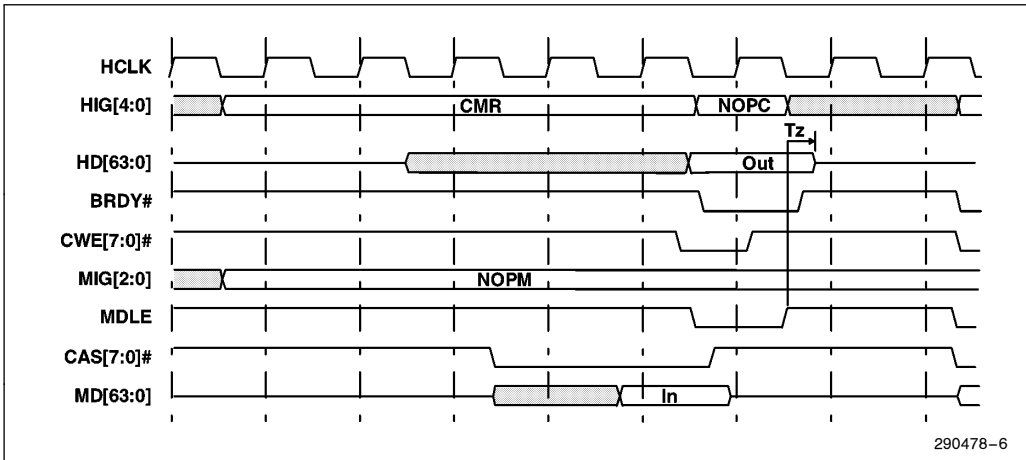 HCLK
HIG[4:0] CMR NOPC
Tz
HD[63:0] Out
BRDY#
CWE[7:0]#
MIG[2:0] NOPM
MDLE
CAS[7:0]#
MD[63:0] In
290478–6